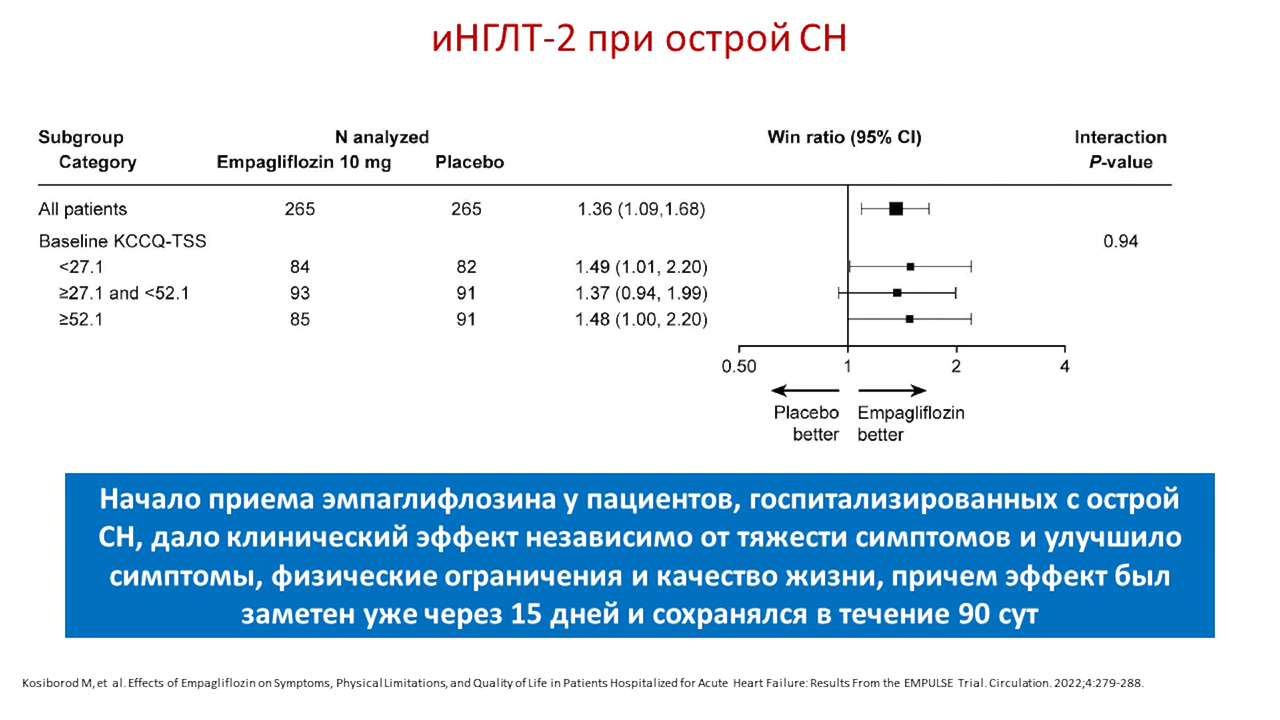 иНГЛТ-2 при острой СН
Subgroup N analyzed Win ratio (95% CI) Interaction
Category Empagliflozin 10 mg Placebo P-value
All patients 265 265 1.36 (1.09,1.68)
Baseline KCCQ-TSS 0.94
<27.1 84 82 1.49 (1.01, 2.20)
≥27.1 and <52.1 93 91 1.37 (0.94, 1.99)
≥52.1 85 91 1.48 (1.00, 2.20)
0.50 1 2 4
Placebo Empagliflozin
better better
Начало приема эмпаглифлозина у пациентов, госпитализированных с острой
СН, дало клинический эффект независимо от тяжести симптомов и улучшило
симптомы, физические ограничения и качество жизни, причем эффект был
заметен уже через 15 дней и сохранялся в течение 90 сут
Kosiborod M, et al. Effects of Empagliflozin on Symptoms, Physical Limitations, and Quality of Life in Patients Hospitalized for Acute Heart Failure: Results From the EMPULSE Trial. Circulation. 2022;4:279-288.